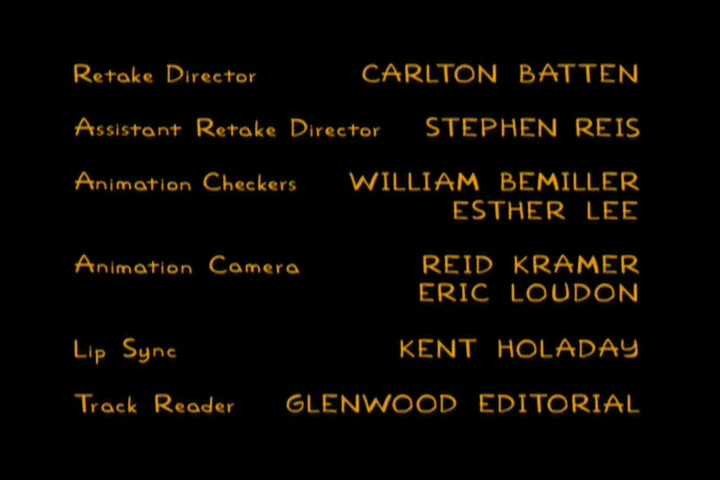 Retake Director CARLTON BATTEN
Assistant Retake Director STEPHEN REIS
Animation Checkers WILLIAM BEMILLER
ESTHER LEE
Animation Camera REID KRAMER
ERIC LOUDON
Lip Sync KENT HOLADAY
Track Reader GLENWOOD EDITORIAL